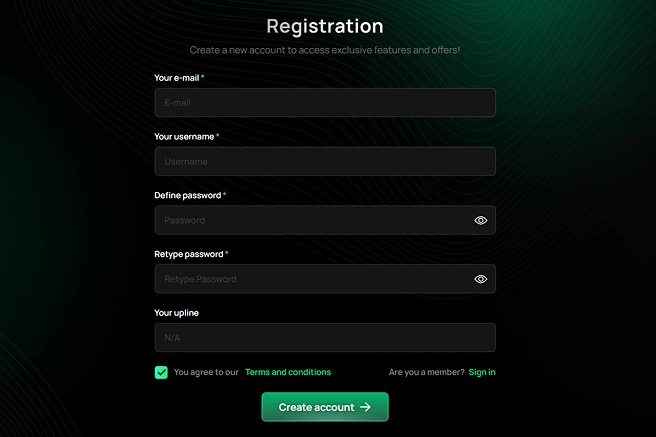 Registration
Create a new account to access exclusive features and offers!
Your e-mail *
E-mail
Your username *
Username
Define password *
Password
Retype password *
Retype Password
Your upline
N/A
You agree to our Terms and conditions Are you a member? Sign in
Create account →